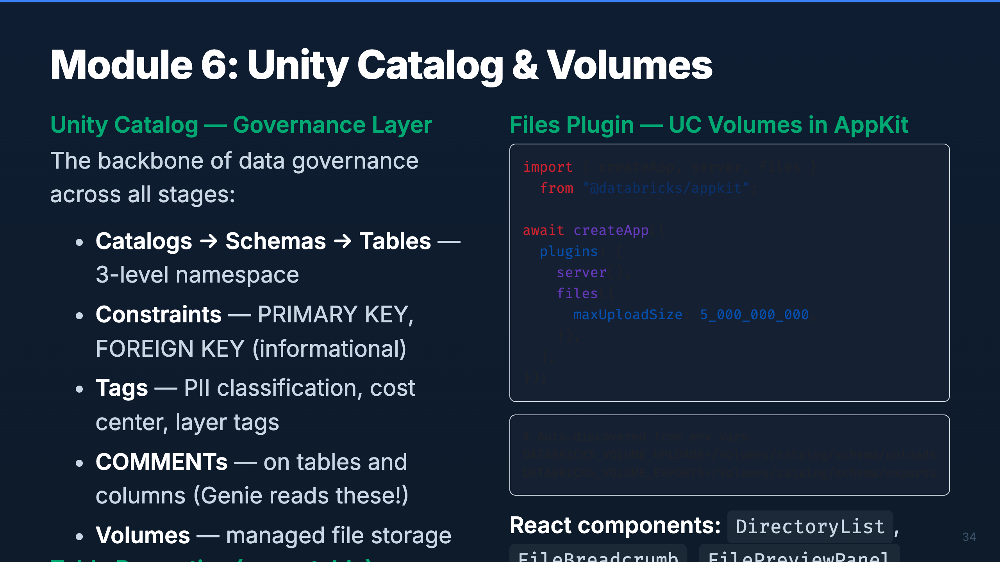 Module 6: Unity Catalog & Volumes
Unity Catalog — Governance Layer
The backbone of data governance
across all stages:
• Catalogs → Schemas → Tables —
3-level namespace
• Constraints — PRIMARY KEY,
FOREIGN KEY (informational)
• Tags — PII classification, cost
center, layer tags
• COMMENTs — on tables and
columns (Genie reads these!)
• Volumes — managed file storage
Files Plugin — UC Volumes in AppKit
import { createApp, server, files }
  from "@databricks/appkit";
await createApp({
  plugins: [
    server(),
    files({
      maxUploadSize: 5_000_000_000,
    }),
  ],
});
# Auto-discovered from env vars
DATABRICKS_VOLUME_UPLOADS=/Volumes/catalog/schema/uploads
DATABRICKS_VOLUME_EXPORTS=/Volumes/catalog/schema/exports
React components: DirectoryList,
FileBreadcrumb FilePreviewPanel
34